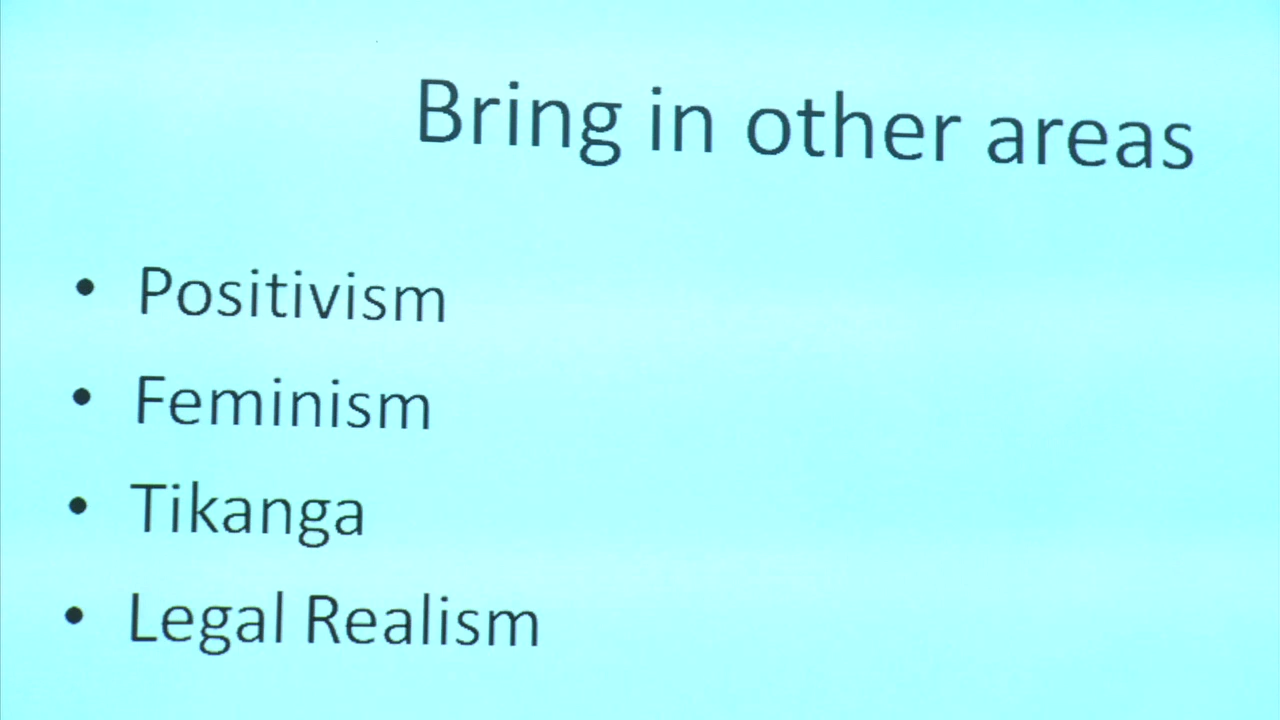 Bring in other areas
• Positivism
• Feminism
• Tikanga
• Legal Realism